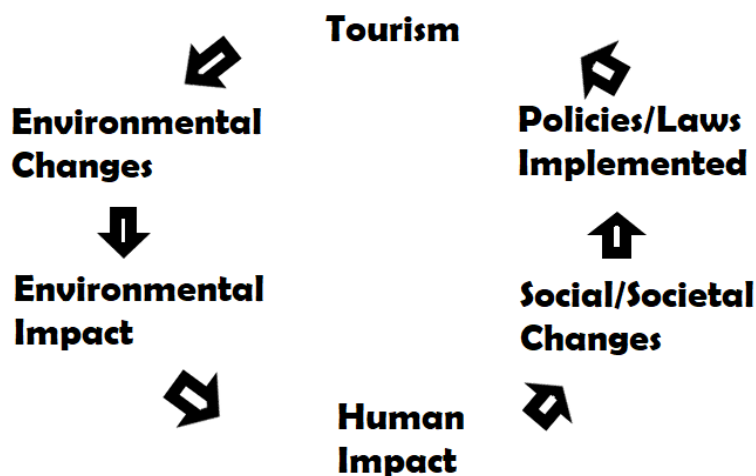 Tourism
Environmental
Changes
Policies/Laws
Implemented
Environmental
Impact
Social/Societal
Changes
Human
Impact